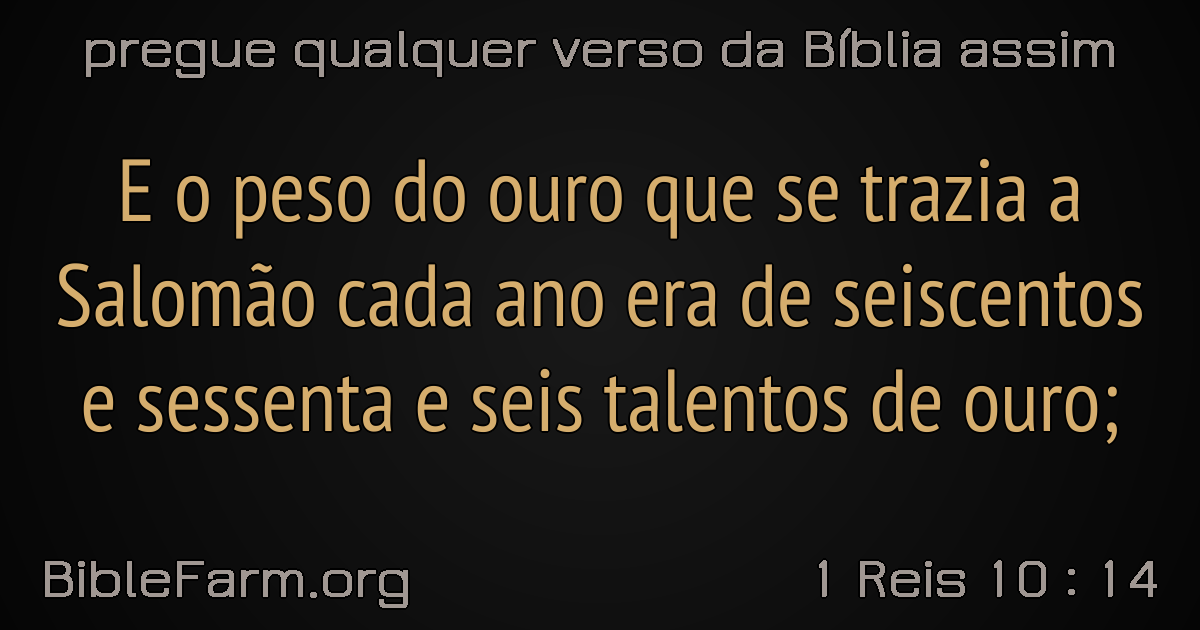 pregue qualquer verso da Bíblia assim
E o peso do ouro que se trazia a
Salomão cada ano era de seiscentos
e sessenta e seis talentos de ouro;
BibleFarm.org
1 Reis 10 : 14